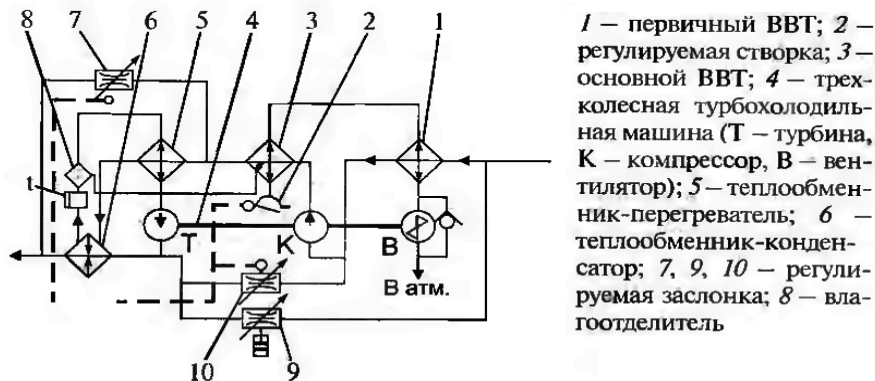 8 7 6 5 4 3 2 1
t
Т К В
В атм.
10 9
1 — первичный ВВТ; 2 —
регулируемая створка; 3 —
основной ВВТ; 4 — трех-
колесная турбохолодиль-
ная машина (Т — турбина,
К — компрессор, В — вен-
тилятор); 5 — теплообмен-
ник-перегреватель; 6 —
теплообменник-конден-
сатор; 7, 9, 10 — регули-
руемая заслонка; 8 — вла-
гоотделитель